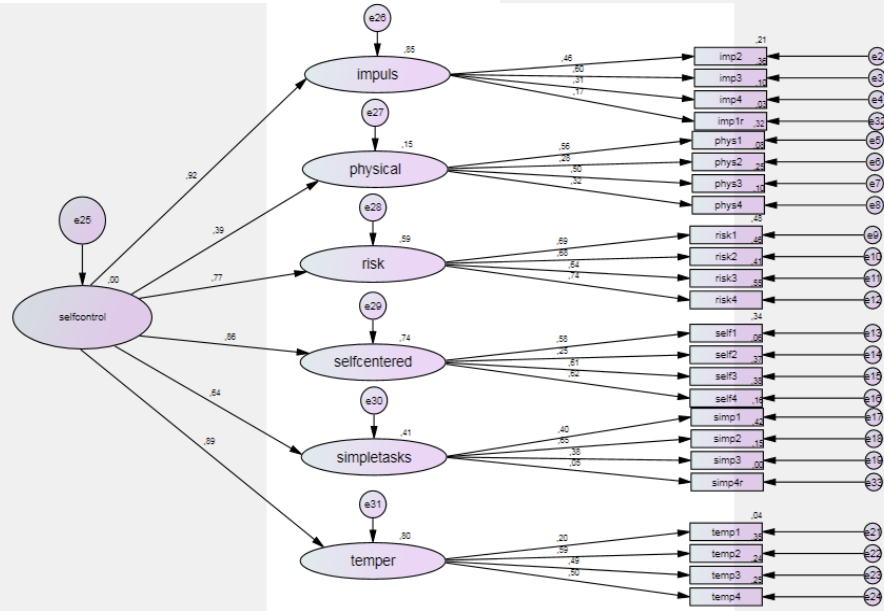 e26
,85
impuls
,21
,46
imp2
e2
,36
,60
imp3
e3
,10
,31
imp4
e4
,03
,17
imp1r
e32
e27
,15
physical
,32
,56
phys1
e5
,08
,28
phys2
e6
,25
,50
phys3
e7
,10
,32
phys4
e8
,92
,39
e25
,00
selfcontrol
,77
e28
,59
risk
,48
,69
risk1
e9
,46
,68
risk2
e10
,41
,64
risk3
e11
,55
,74
risk4
e12
,86
e29
,74
selfcentered
,34
,58
self1
e13
,06
,25
self2
e14
,37
,61
self3
e15
,38
,62
self4
e16
,64
e30
,41
simpletasks
,16
,40
simp1
e17
,42
,65
simp2
e18
,15
,38
simp3
e19
,00
,05
simp4r
e33
,89
e31
,80
temper
,04
,20
temp1
e21
,35
,59
temp2
e22
,24
,49
temp3
e23
,25
,50
temp4
e24